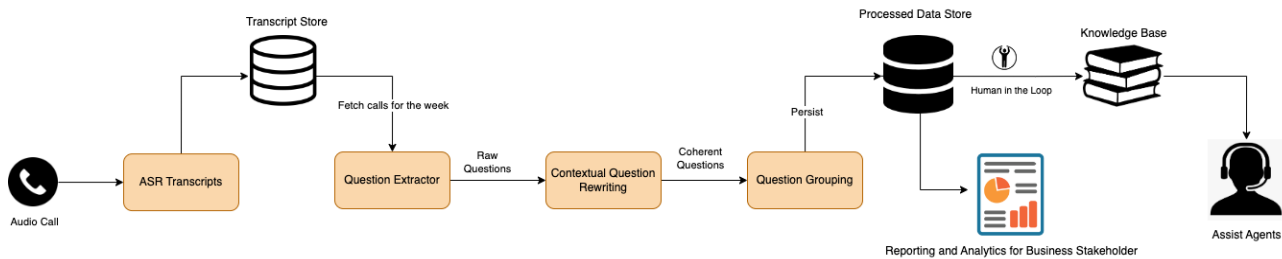 Transcript Store
Processed Data Store
Knowledge Base
Human in the Loop
Fetch calls for the week
Persist
Audio Call
ASR Transcripts
Question Extractor
Raw
Questions
Contextual Question
Rewriting
Coherent
Questions
Question Grouping
Reporting and Analytics for Business Stakeholder
Assist Agents